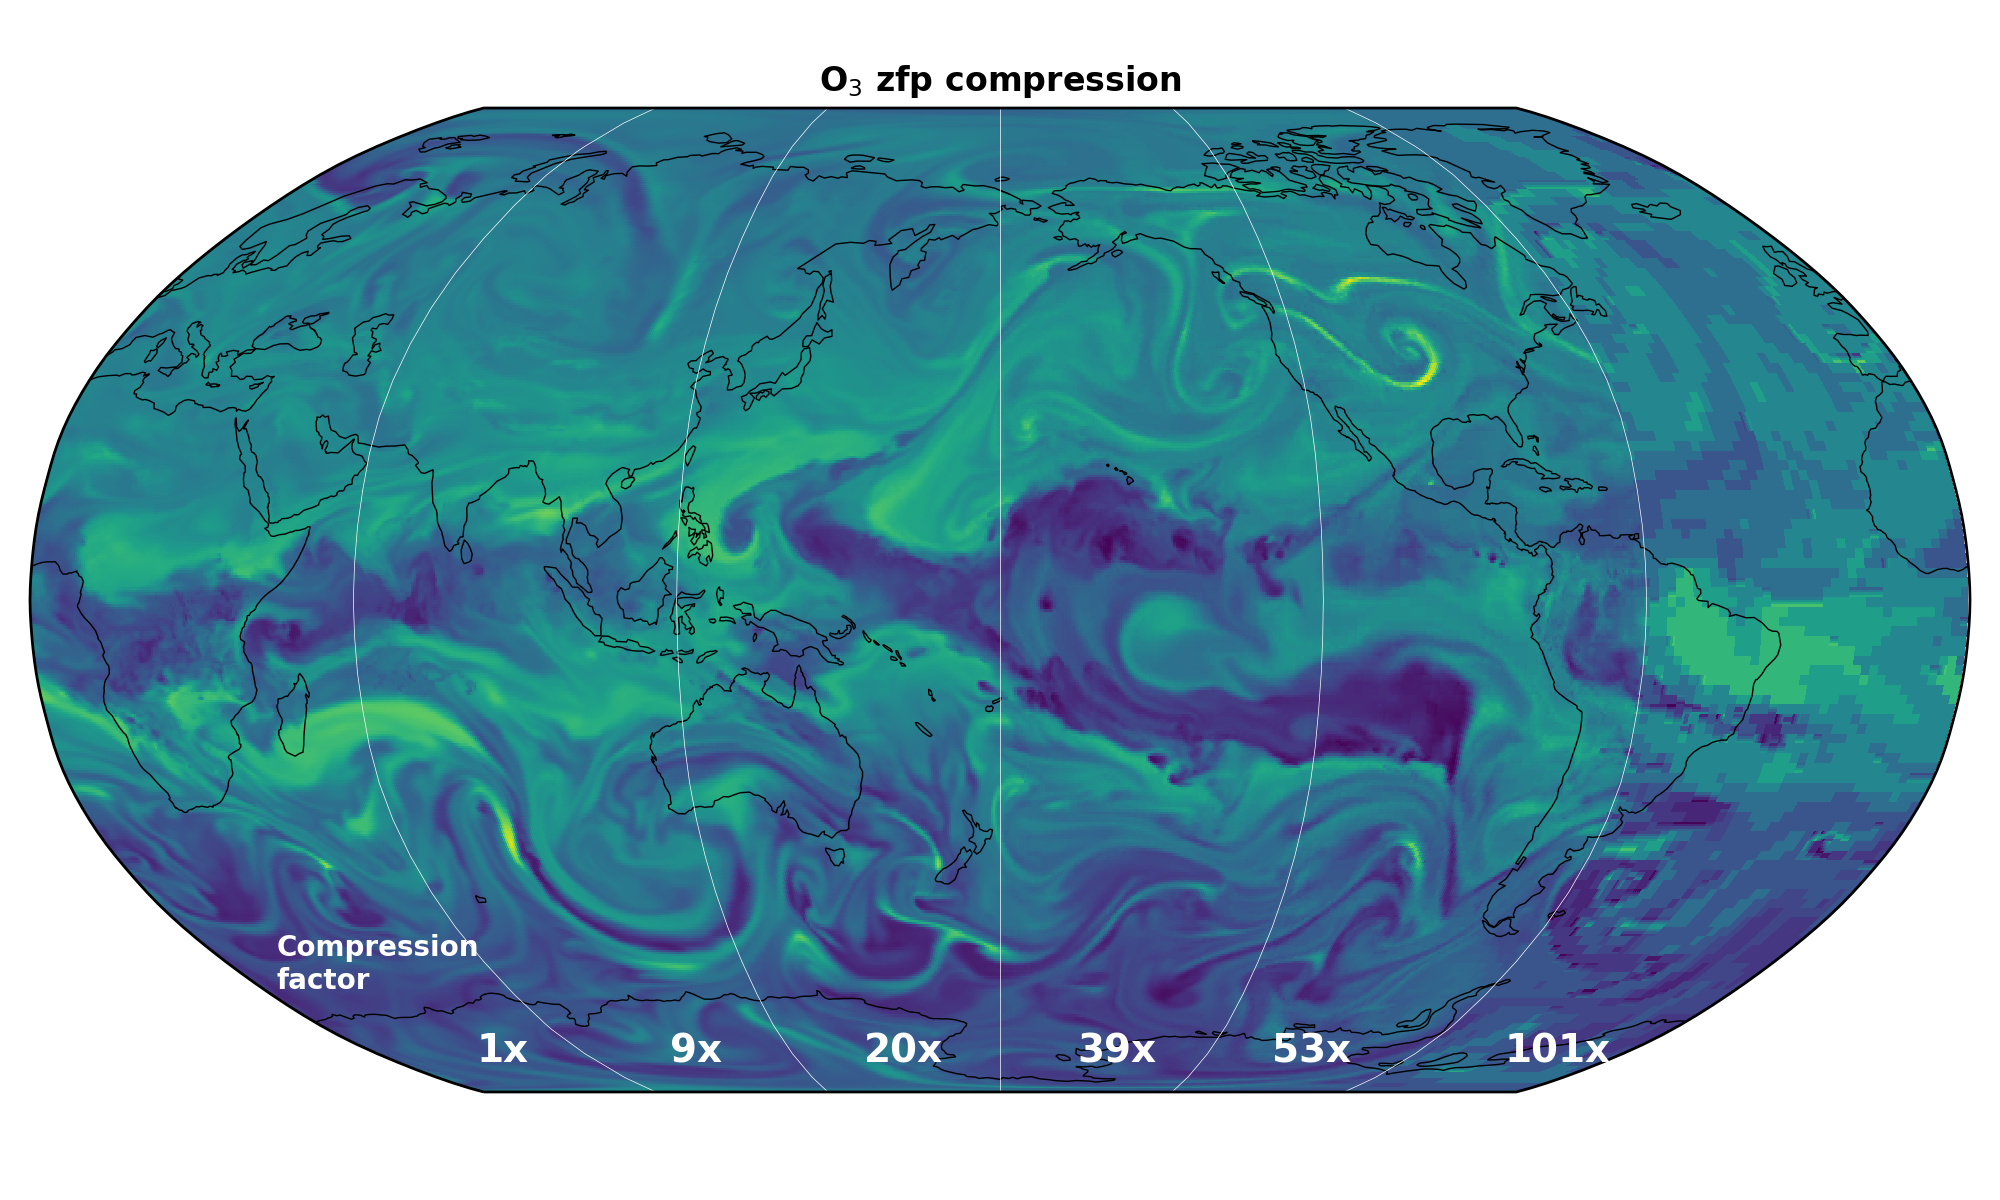 O₃ zfp compression
Compression
factor
1x 9x 20x 39x 53x 101x